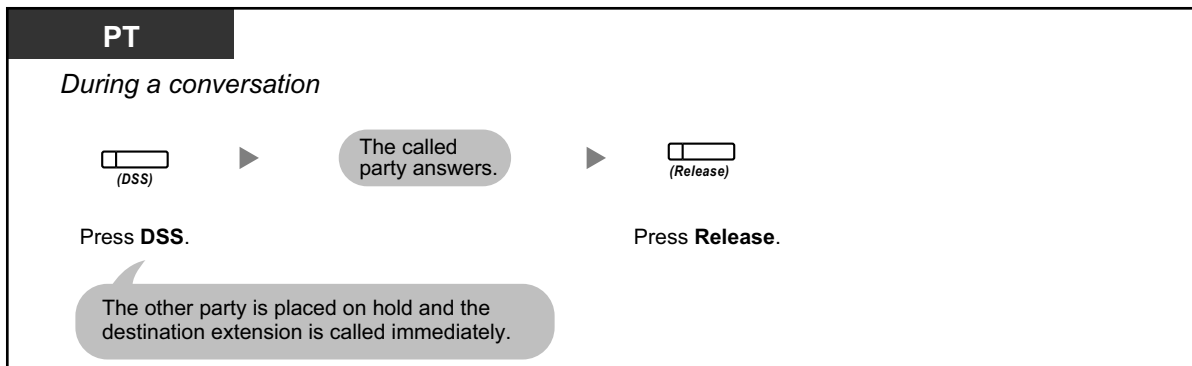 PT
During a conversation
The called
party answers.
(DSS)
(Release)
Press DSS.
Press Release.
The other party is placed on hold and the
destination extension is called immediately.